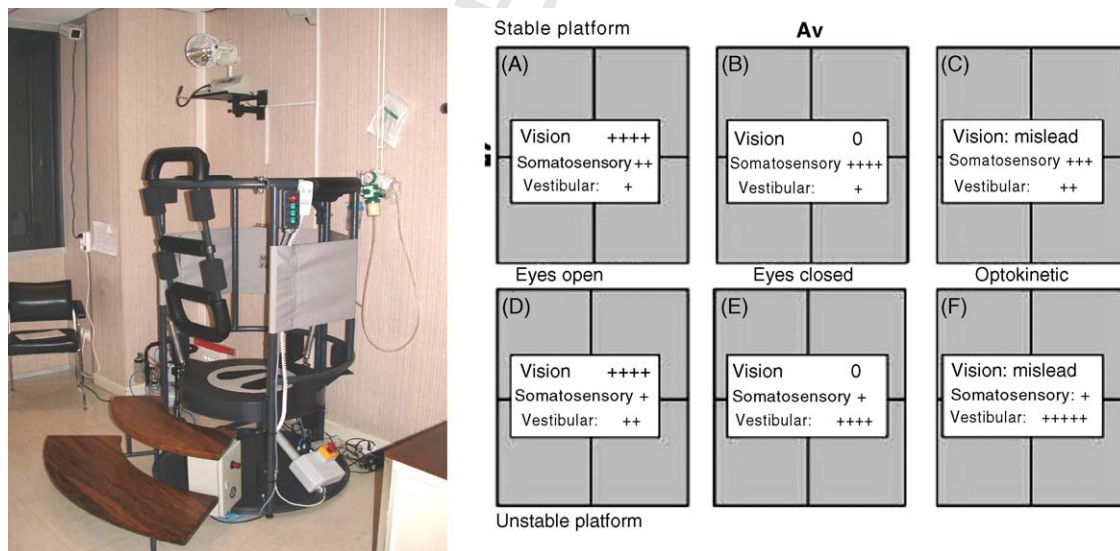 Stable platform
Av
(A)
Vision ++++
Somatosensory ++
Vestibular: +
(B)
Vision 0
Somatosensory ++++
Vestibular: +
(C)
Vision: mislead
Somatosensory +++
Vestibular: ++
Eyes open
Eyes closed
Optokinetic
(D)
Vision ++++
Somatosensory +
Vestibular: ++
(E)
Vision 0
Somatosensory +
Vestibular: ++++
(F)
Vision: mislead
Somatosensory: +
Vestibular: +++++
Unstable platform